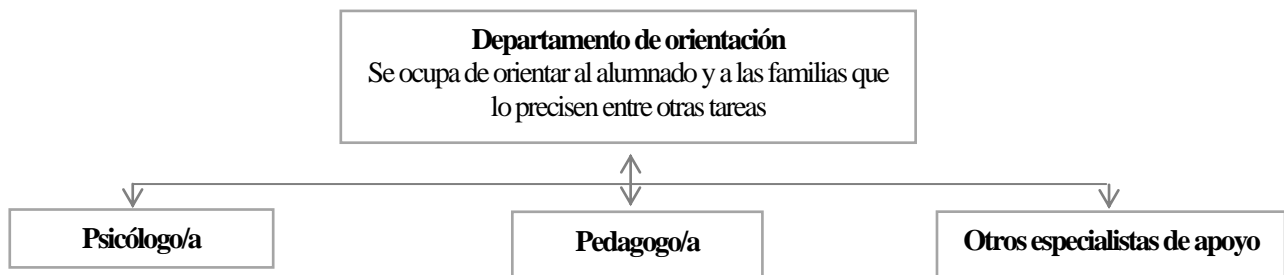 Departamento de orientación
Se ocupa de orientar al alumnado y a las familias que
lo precisen entre otras tareas
Psicólogo/a
Pedagogo/a
Otros especialistas de apoyo